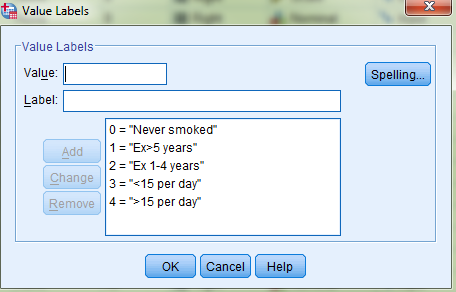 Value Labels
Value Labels
Value:
Spelling...
Label:
Add
Change
Remove
0 = "Never smoked"
1 = "Ex>5 years"
2 = "Ex 1-4 years"
3 = "<15 per day"
4 = ">15 per day"
OK
Cancel
Help